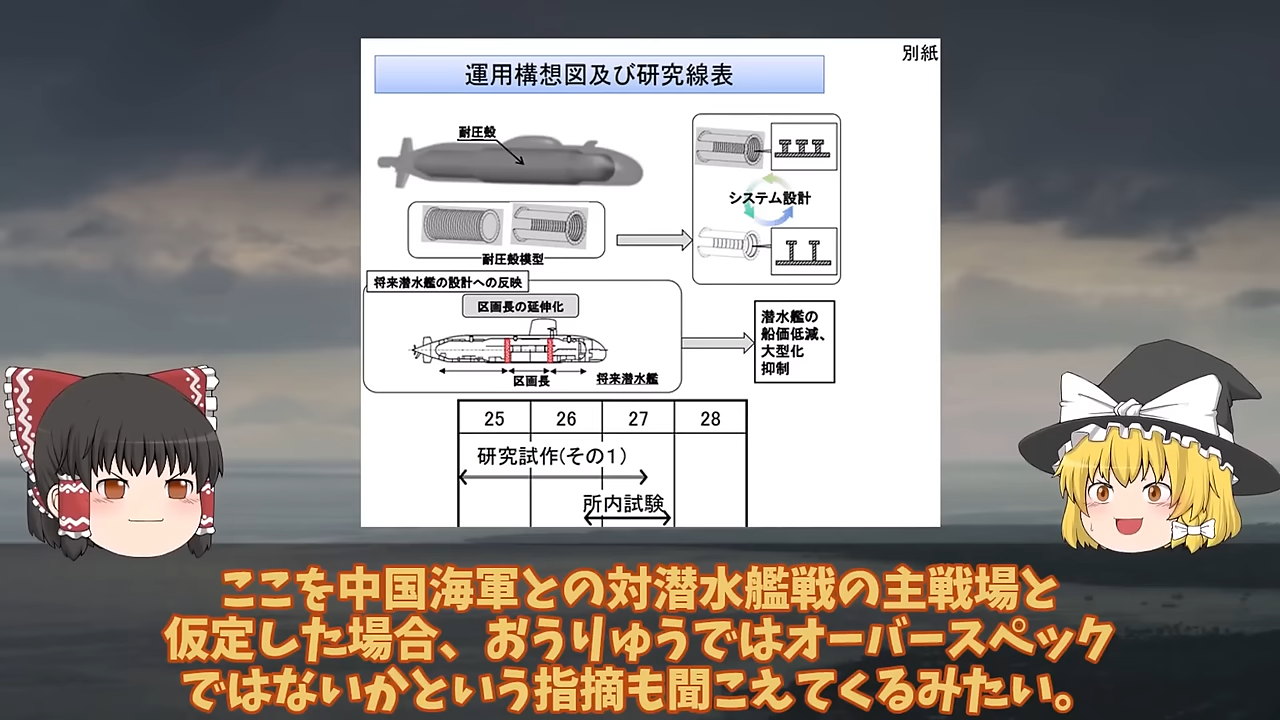 別紙
運用構想図及び研究線表
耐圧殻
システム設計
耐圧殻模型
将来潜水艦の設計への反映
区画長の延伸化
区画長
将来潜水艦
潜水艦の
船価低減、
大型化
抑制
25 26 27 28
研究試作(その1)
所内試験
ここを中国海軍との対潜水艦戦の主戦場と
仮定した場合、おうりゅうではオーバースペック
ではないかという指摘も聞こえてくるみたい。